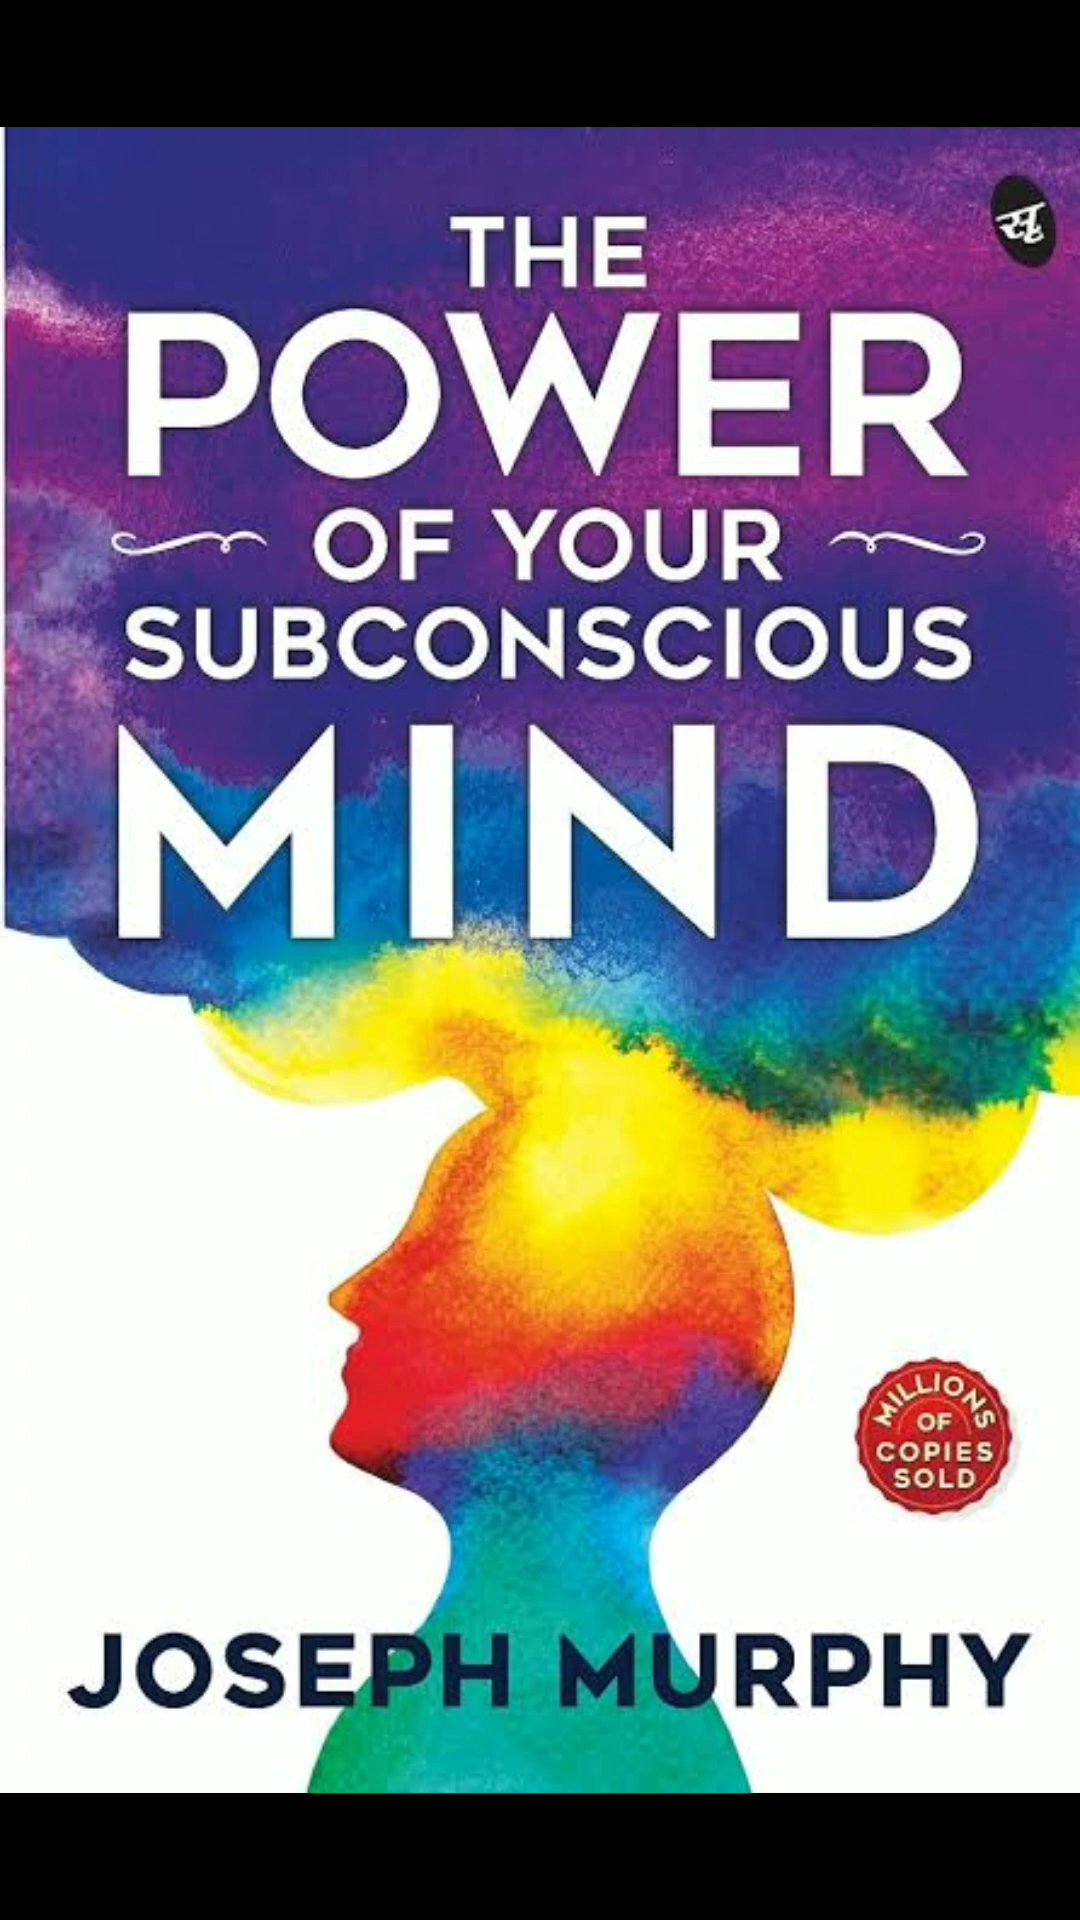 THE
सृ
POWER
OF YOUR
SUBCONSCIOUS
MIND
MILLIONS
OF
COPIES
SOLD
JOSEPH MURPHY